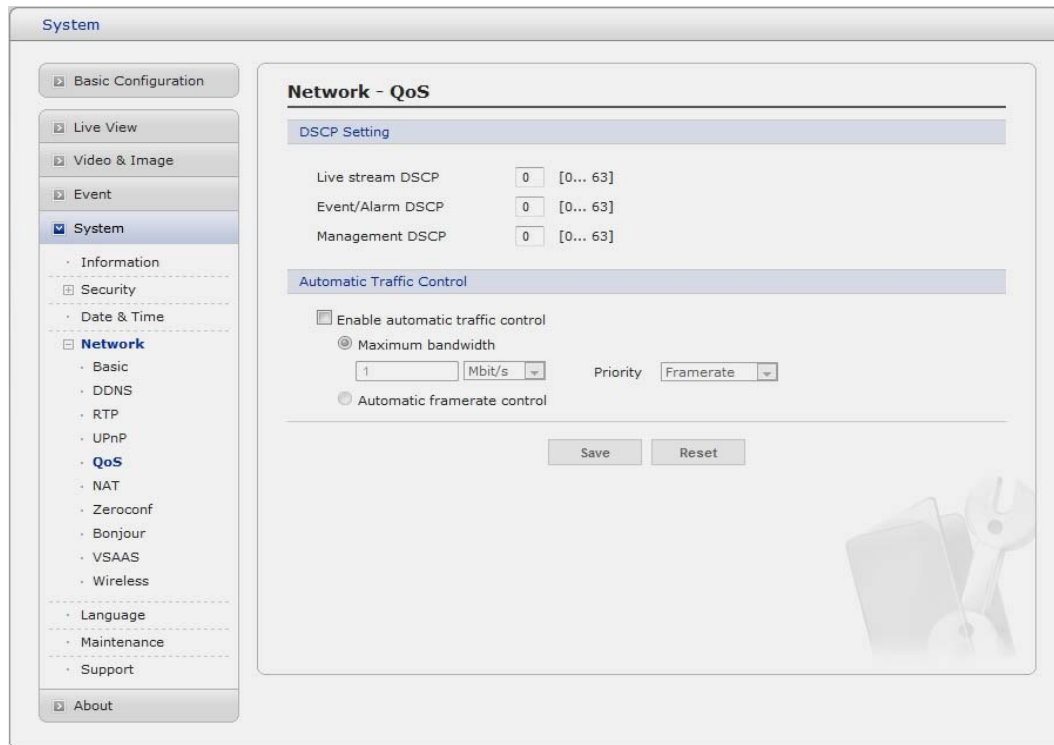 System
Basic Configuration
Live View
Video & Image
Event
System
Information
Security
Date & Time
Network
Basic
DDNS
RTP
UPnP
QoS
NAT
Zeroconf
Bonjour
VSAAS
Wireless
Language
Maintenance
Support
About
Network - QoS
DSCP Setting
Live stream DSCP 0 [0... 63]
Event/Alarm DSCP 0 [0... 63]
Management DSCP 0 [0... 63]
Automatic Traffic Control
Enable automatic traffic control
Maximum bandwidth
1 Mbit/s Priority Framerate
Automatic framerate control
Save Reset